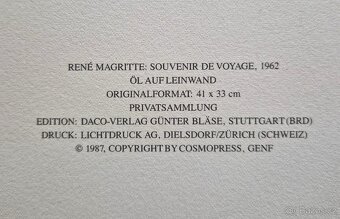 RENÉ MAGRITTE: SOUVENIR DE VOYAGE, 1962
ÖL AUF LEINWAND
ORIGINALFORMAT: 41 x 33 cm
PRIVATSAMMLUNG
EDITION: DACO-VERLAG GÜNTER BLÄSE, STUTTGART (BRD)
DRUCK: LICHTDRUCK AG, DIELSDORF/ZÜRICH (SCHWEIZ)
© 1987, COPYRIGHT BY COSMOPRESS, GENF